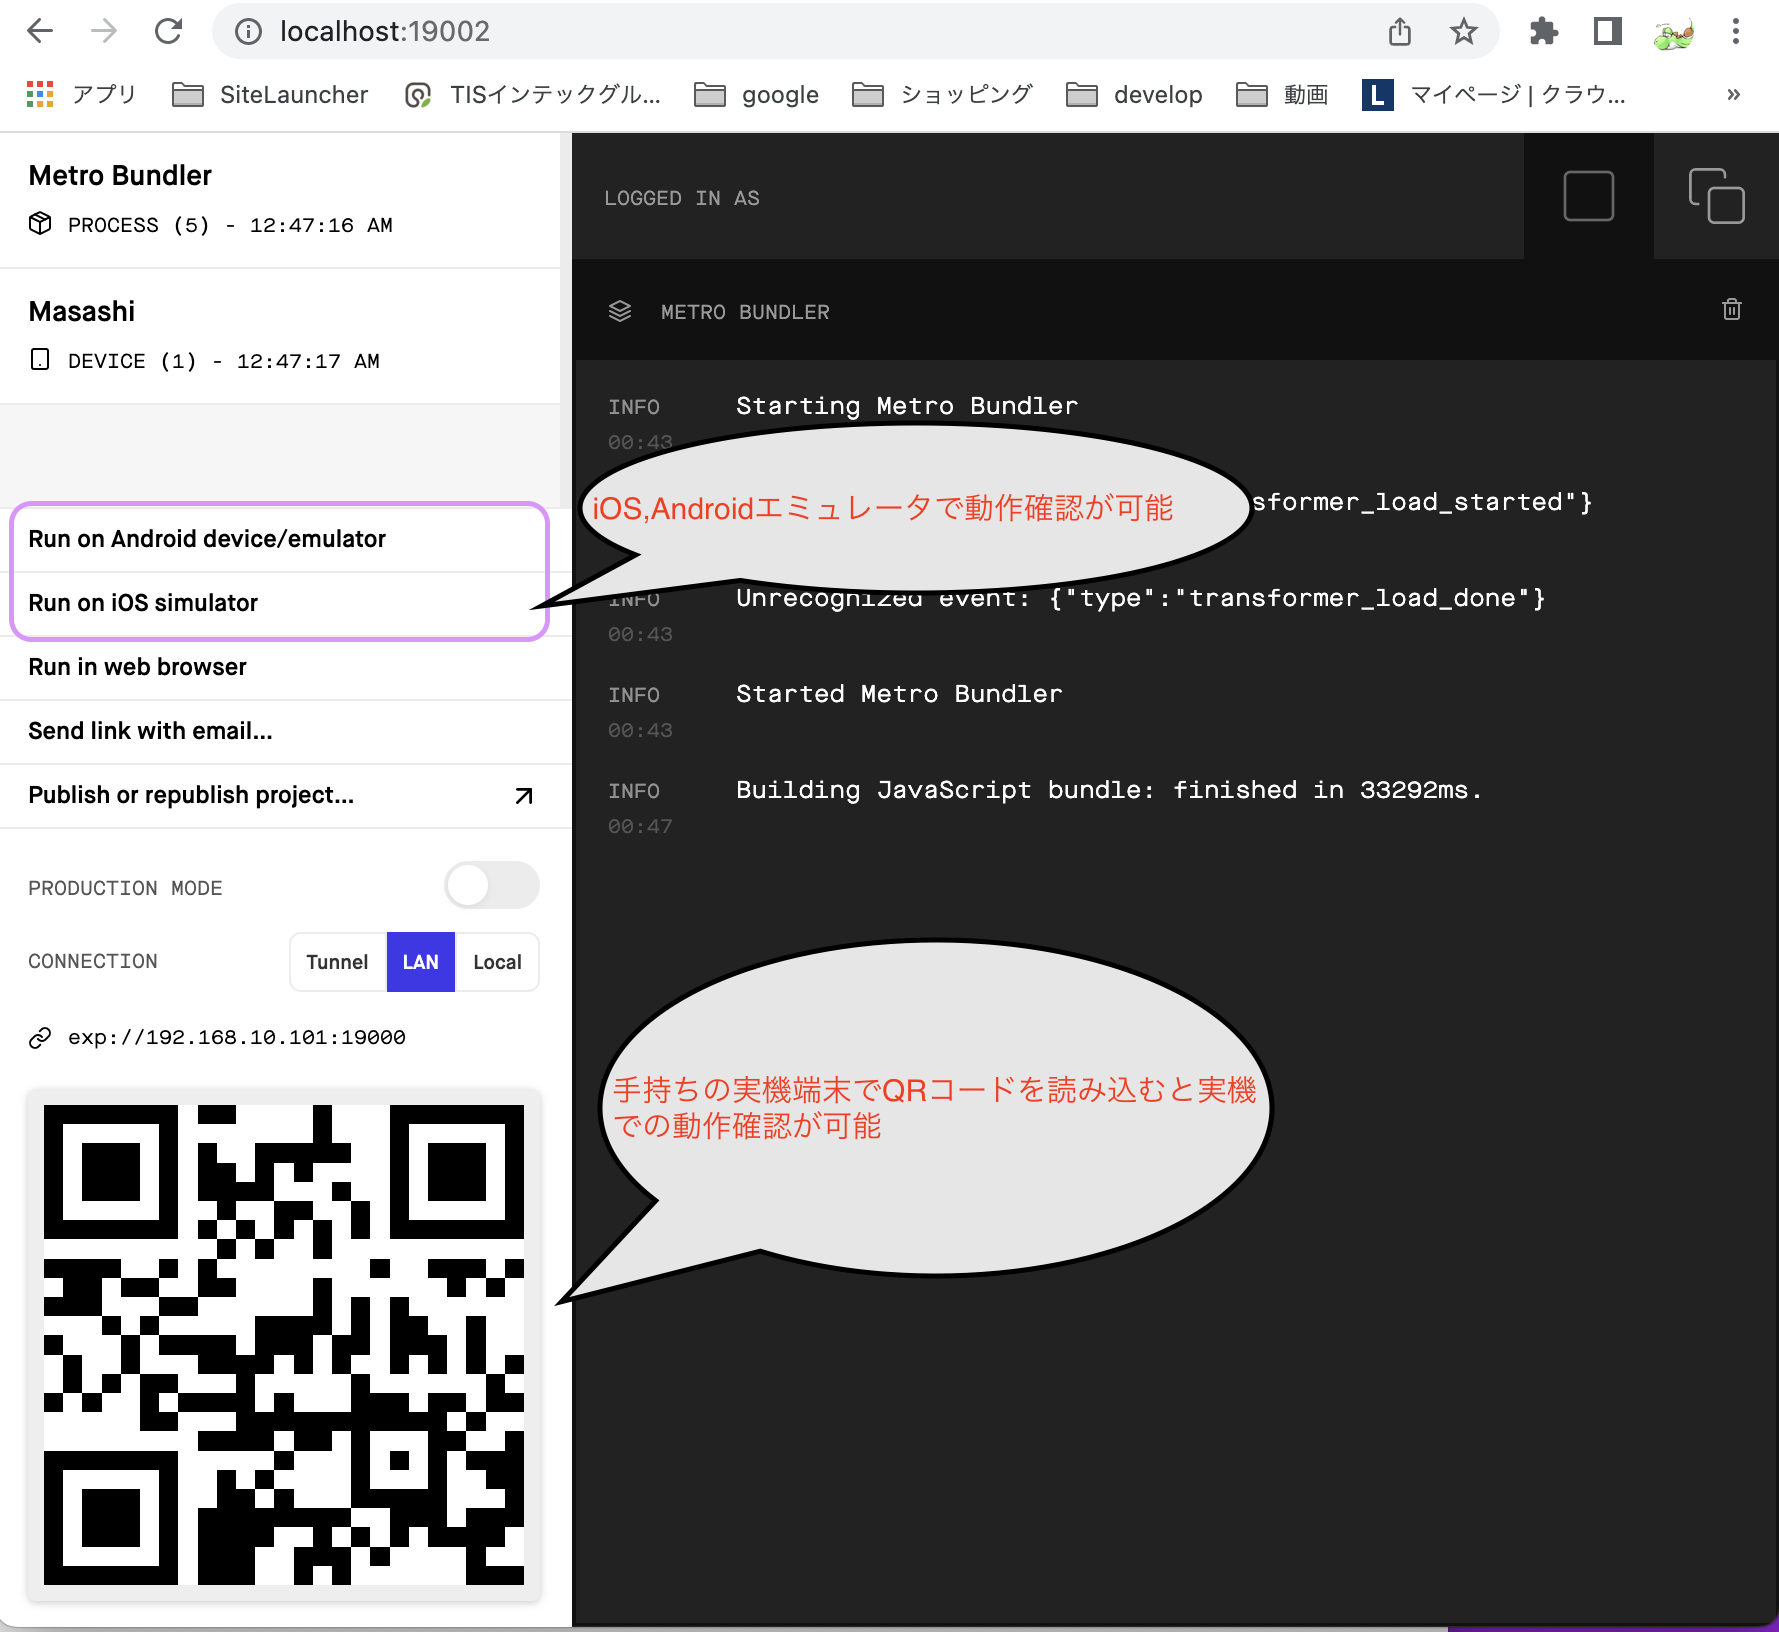 localhost:19002
アプリ SiteLauncher TISインテックグル... google ショッピング develop 動画 L マイページ | クラウ... »
Metro Bundler
PROCESS (5) - 12:47:16 AM
Masashi
DEVICE (1) - 12:47:17 AM
Run on Android device/emulator
Run on iOS simulator
Run in web browser
Send link with email...
Publish or republish project...
PRODUCTION MODE
CONNECTION Tunnel LAN Local
exp://192.168.10.101:19000
LOGGED IN AS
METRO BUNDLER
INFO Starting Metro Bundler
00:43
iOS,Androidエミュレータで動作確認が可能
sformer_load_started"}
INFO Unrecognized event: {"type":"transformer_load_done"}
00:43
INFO Started Metro Bundler
00:43
INFO Building JavaScript bundle: finished in 33292ms.
00:47
手持ちの実機端末でQRコードを読み込むと実機
での動作確認が可能